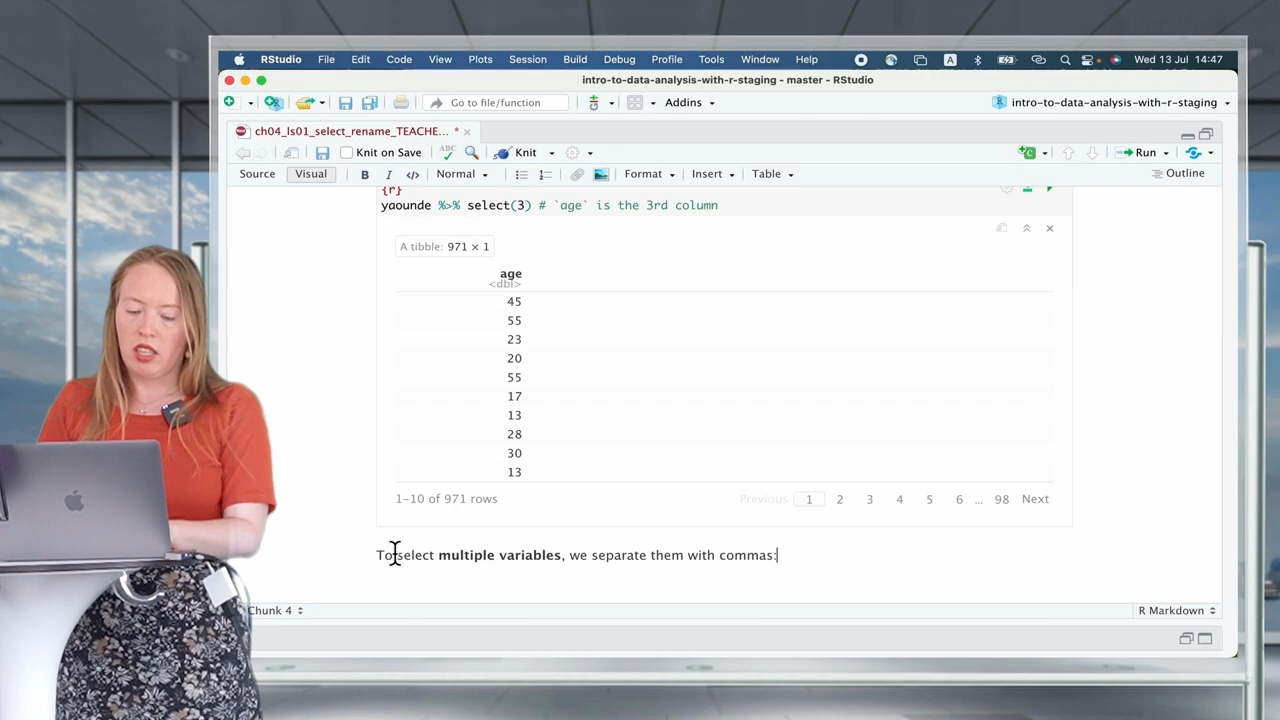 RStudio File Edit Code View Plots Session Build Debug Profile Tools Window Help A Wed 13 Jul 14:47
intro-to-data-analysis-with-r-staging - master - RStudio
Go to file/function Addins intro-to-data-analysis-with-r-staging
ch04_ls01_select_rename_TEACHE... *
Knit on Save ABC Knit Run
Source Visual B I </> Normal Format Insert Table Outline
{r}
yaounde %>% select(3) # `age` is the 3rd column
A tibble: 971 × 1
age
<dbl>
45
55
23
20
55
17
13
28
30
13
1-10 of 971 rows Previous 1 2 3 4 5 6 ... 98 Next
To select multiple variables, we separate them with commas:
Chunk 4 R Markdown